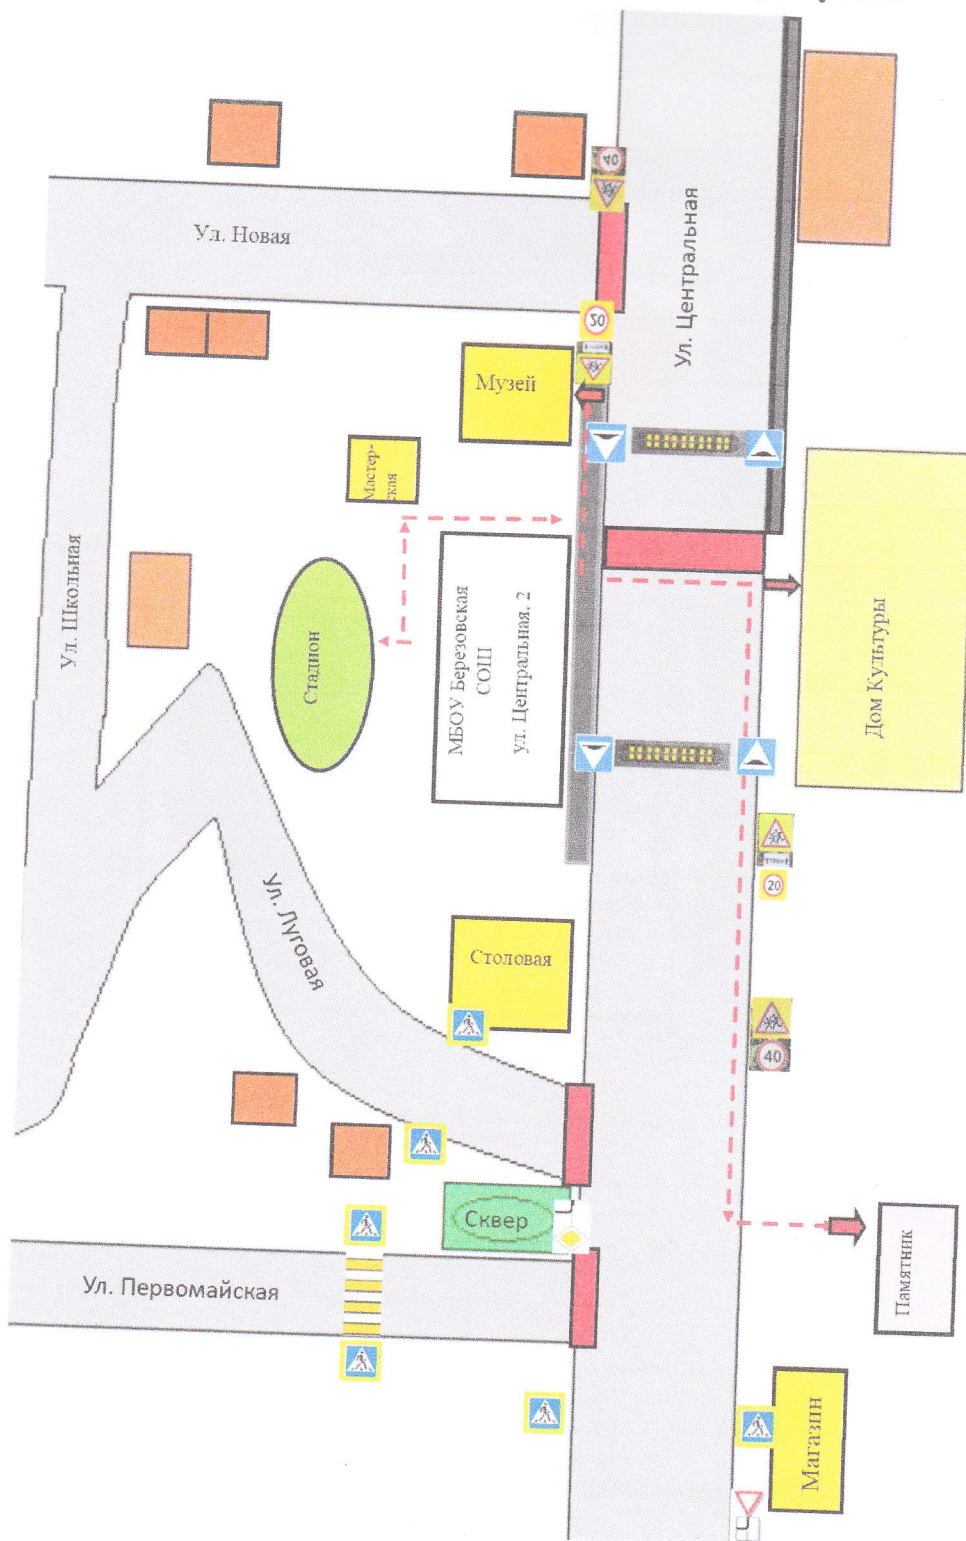 40
Ул. Новая
Ул. Центральная
20
Музей
Мастер-
ская
Ул. Школьная
Стадион
МБОУ Березовская
СОШ
ул. Центральная. 2
Дом Культуры
20
Ул. Луговая
Столовая
40
Сквер
Ул. Первомайская
Памятник
Магазин